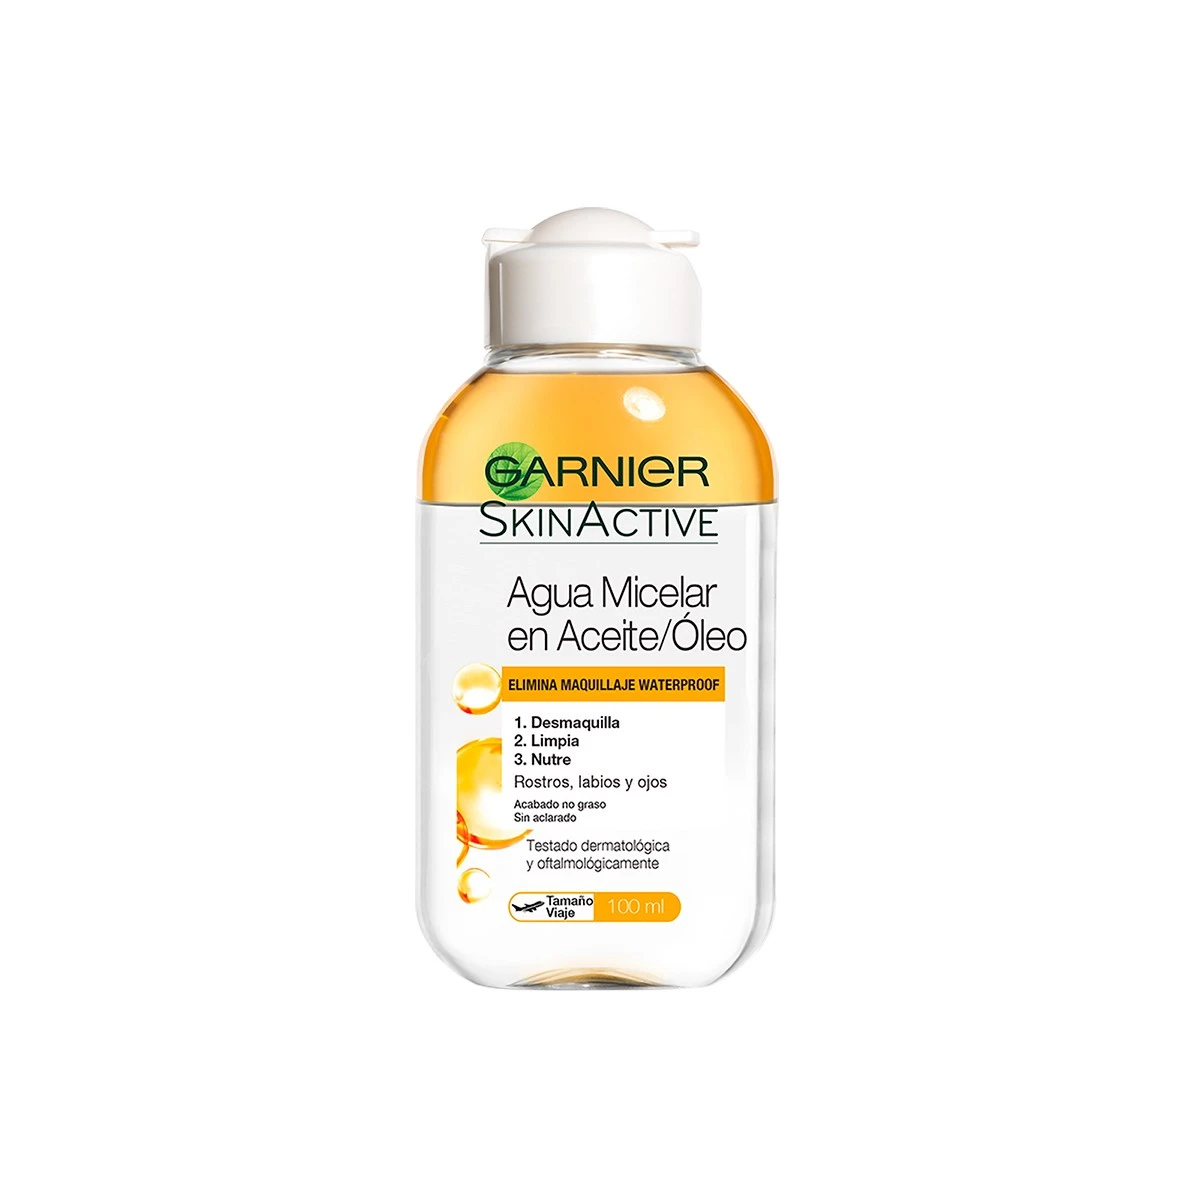 GARNIER
SKINACTIVE
Agua Micelar
en Aceite/Óleo
ELIMINA MAQUILLAJE WATERPROOF
1. Desmaquilla
2. Limpia
3. Nutre
Rostros, labios y ojos
Acabado no graso
Sin aclarado
Testado dermatológica
y oftalmológicamente
Tamaño
Viaje 100 ml